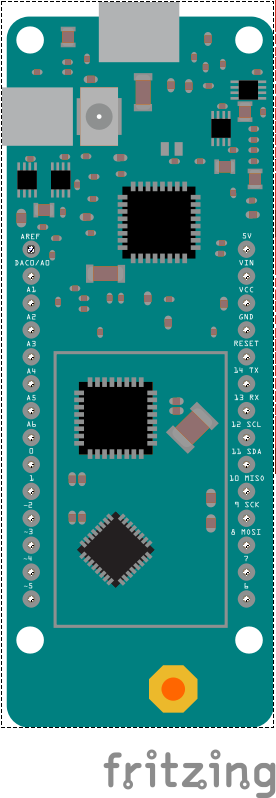 AREF
5V
DAC0/A0
VIN
A1
VCC
A2
GND
A3
RESET
A4
14 TX
A5
13 RX
A6
12 SCL
0
11 SDA
1
10 MISO
~2
9 SCK
~3
8 MOSI
~4
7
~5
6
fritzing